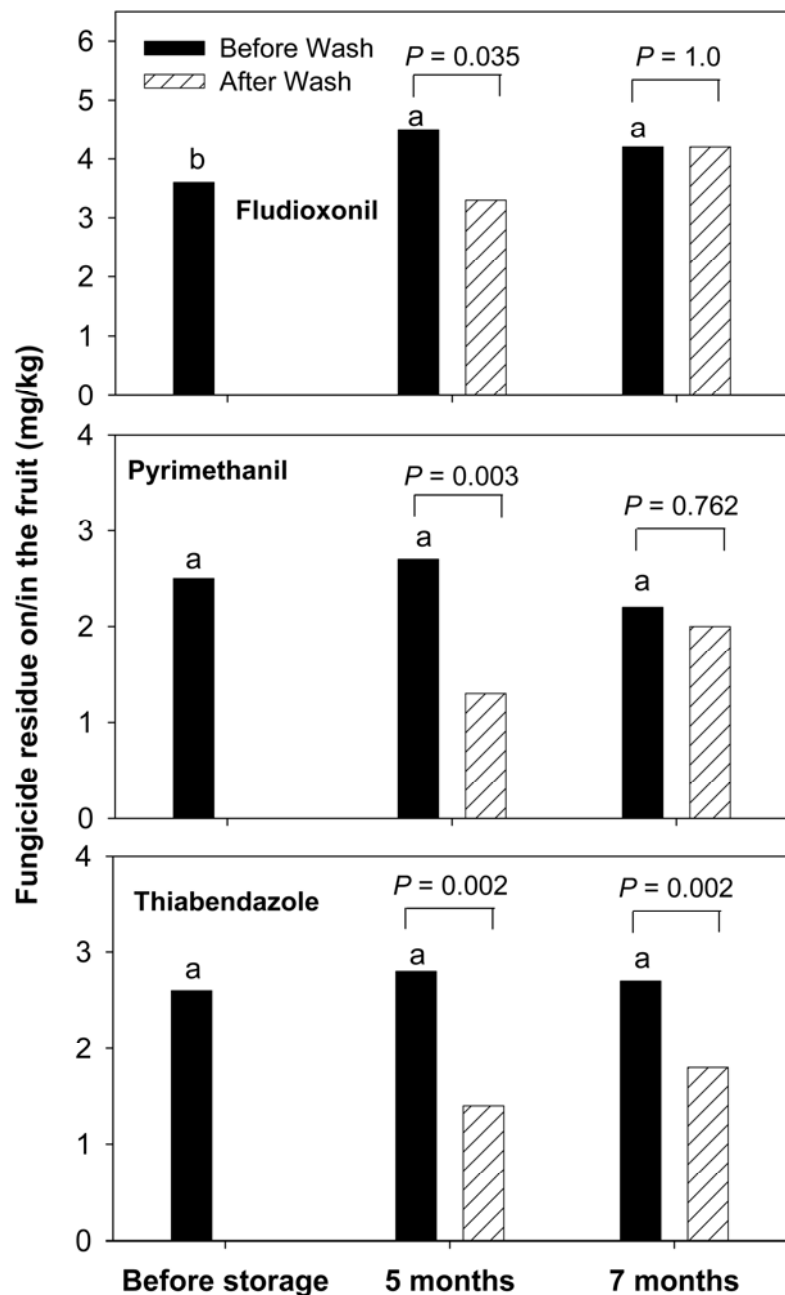 Fungicide residue on/in the fruit (mg/kg)
Before Wash
After Wash
P = 0.035
P = 1.0
6
5
4
3
2
1
0
b
a
a
Fludioxonil
4
3
2
1
0
Pyrimethanil
P = 0.003
P = 0.762
a
a
a
4
3
2
1
0
Thiabendazole
P = 0.002
P = 0.002
a
a
a
Before storage 5 months 7 months